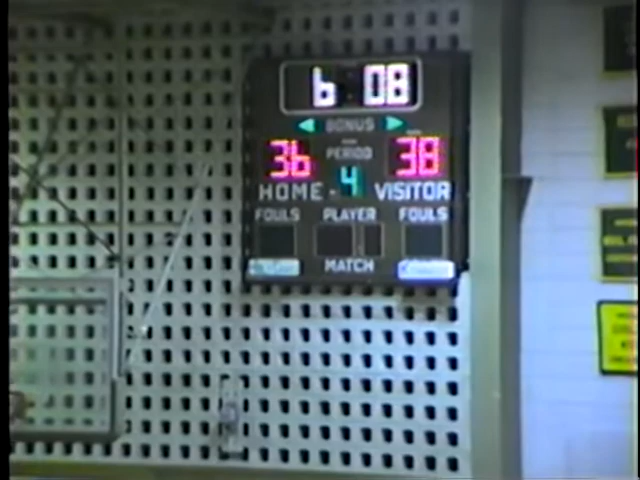 6 08
◄ BONUS ►
36 PERIOD 38
HOME 4 VISITOR
FOULS PLAYER FOULS
MATCH